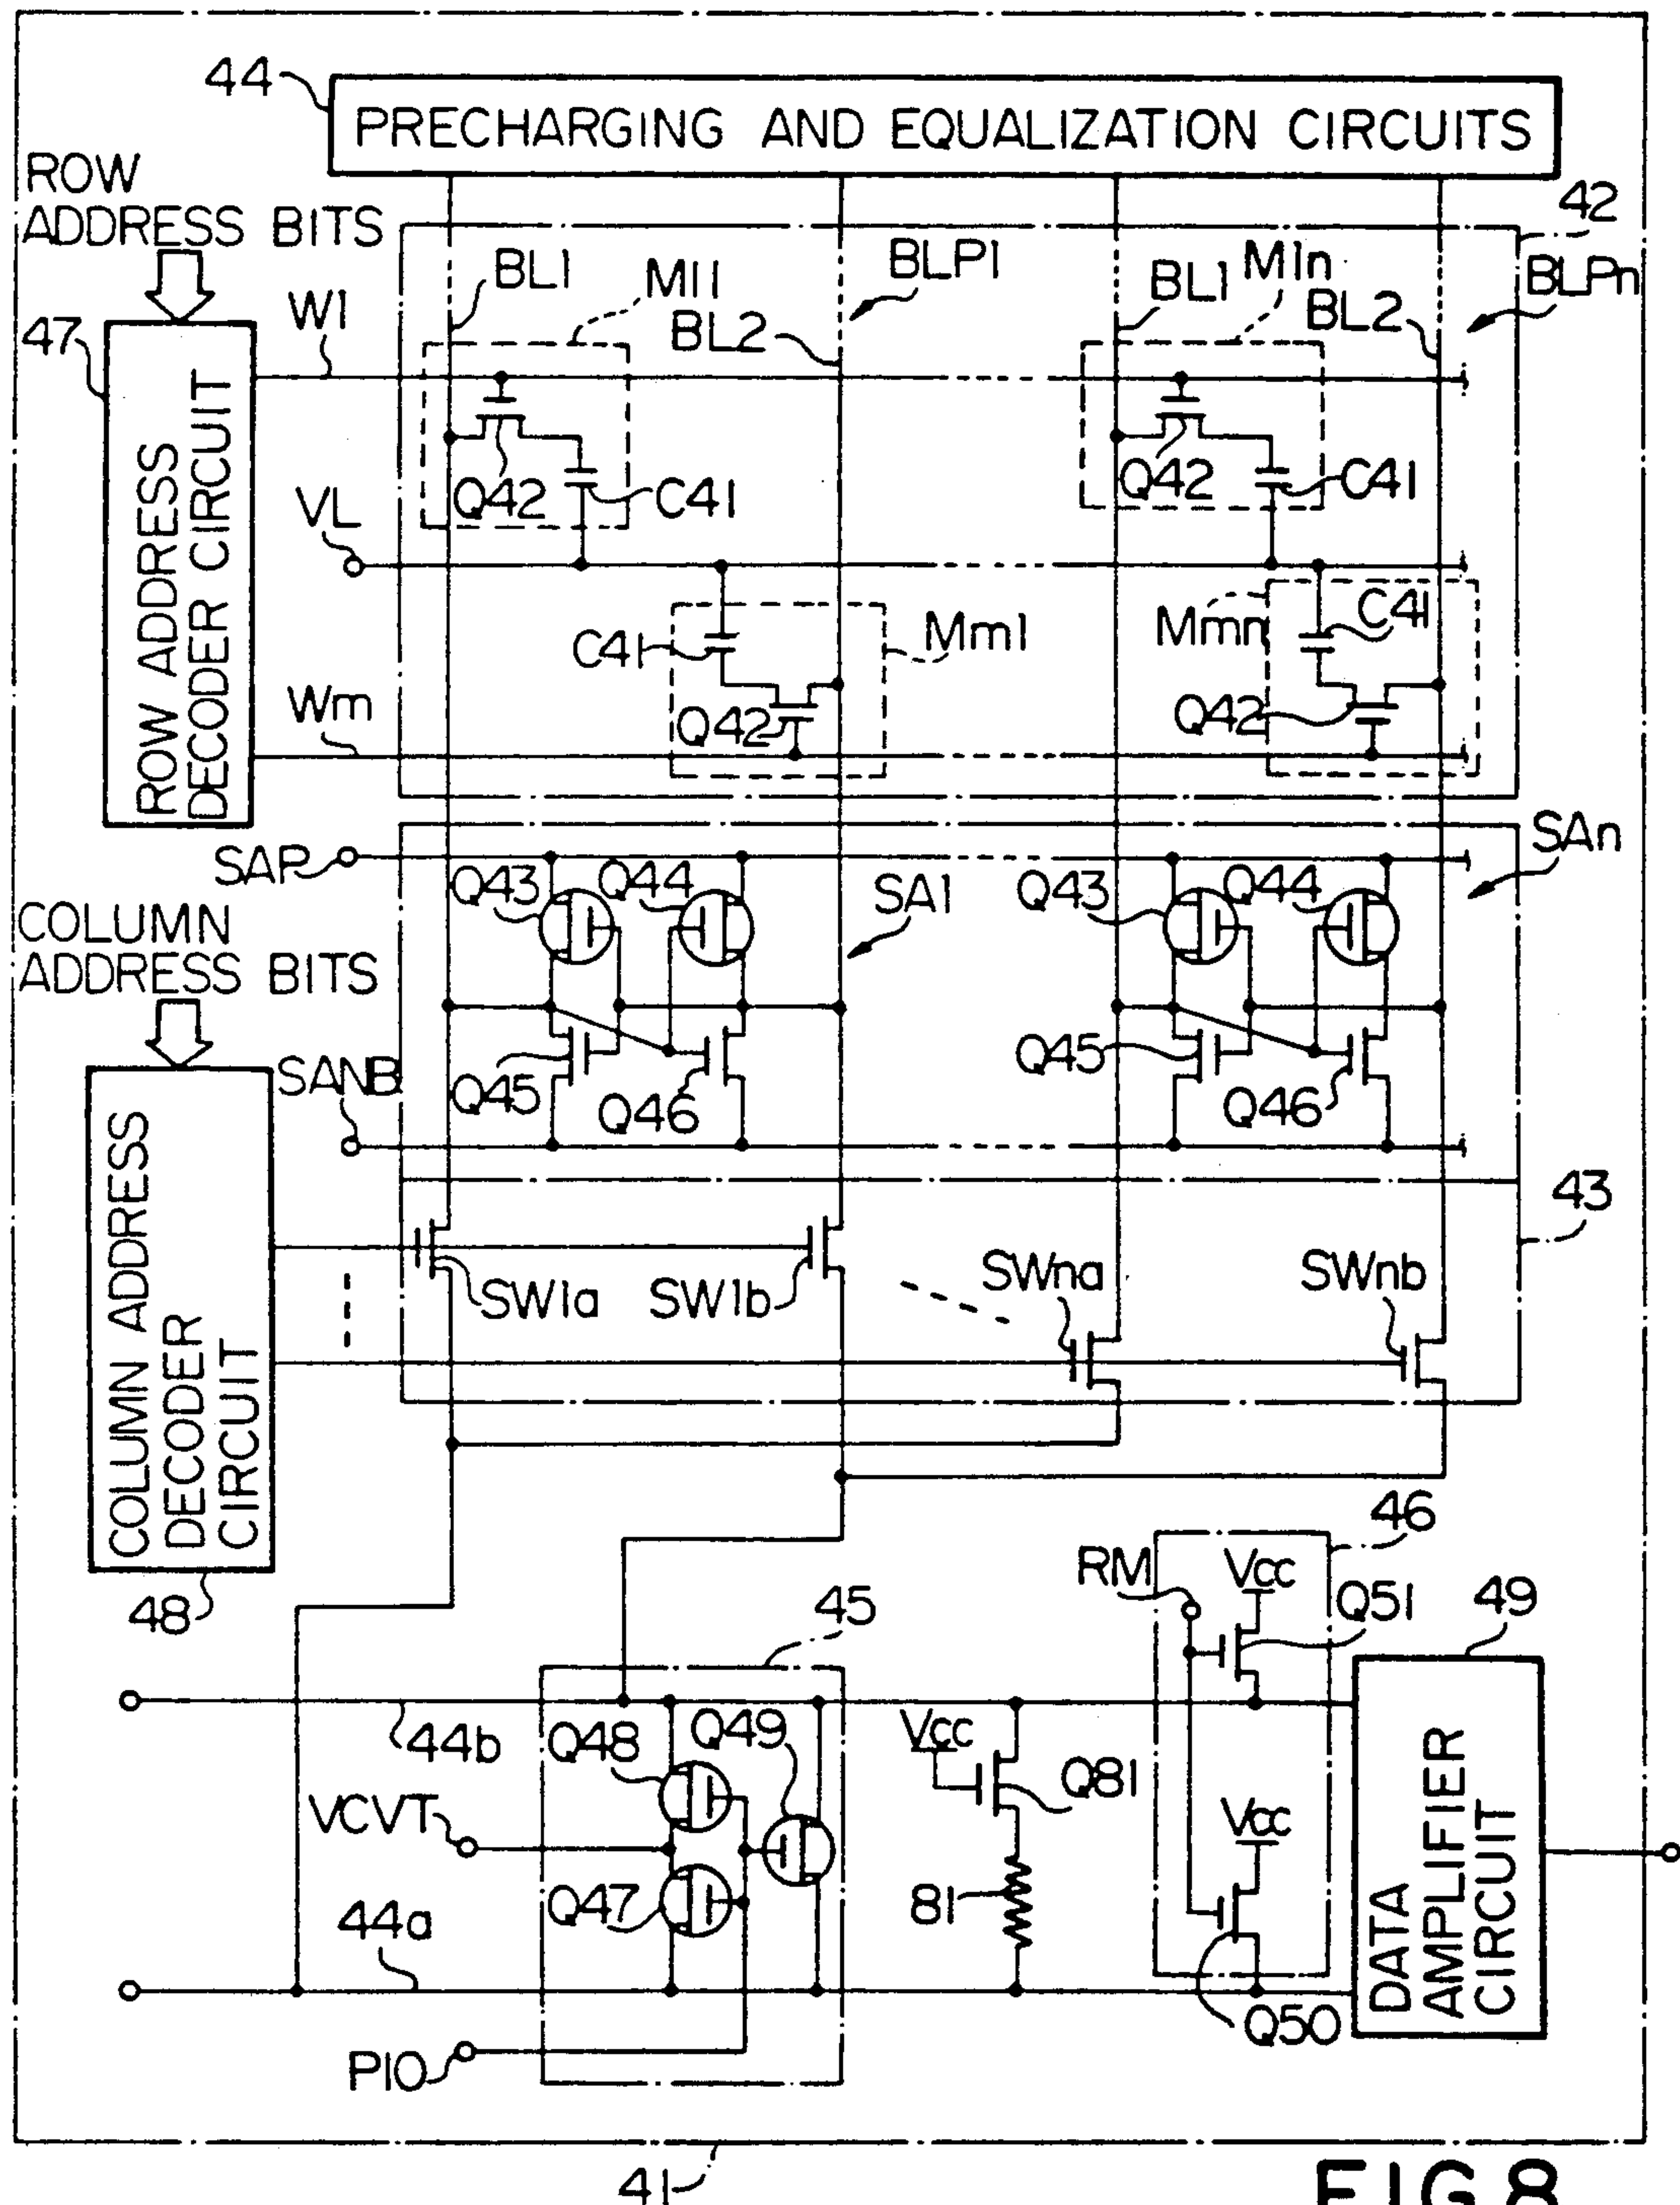 44
PRECHARGING AND EQUALIZATION CIRCUITS
ROW
ADDRESS BITS
42
BL1
M11
BLP1
BL1
M1n
BLPn
W1
BL2
BL2
47
ROW ADDRESS
DECODER CIRCUIT
Q42
C41
Q42
C41
VL
C41
Mm1
Mmn
C41
Wm
Q42
Q42
SAP
Q43
Q44
SA1
Q43
Q44
SAn
COLUMN
ADDRESS BITS
SANB
Q45
Q46
Q45
Q46
COLUMN ADDRESS
DECODER
CIRCUIT
43
SW1a
SW1b
SWna
SWnb
48
45
46
RM
Vcc
Q51
49
44b
Q48
Q49
Vcc
Q81
VCVT
Vcc
Q47
81
44a
Q50
DATA
AMPLIFIER
CIRCUIT
PIO
41
FIG.8